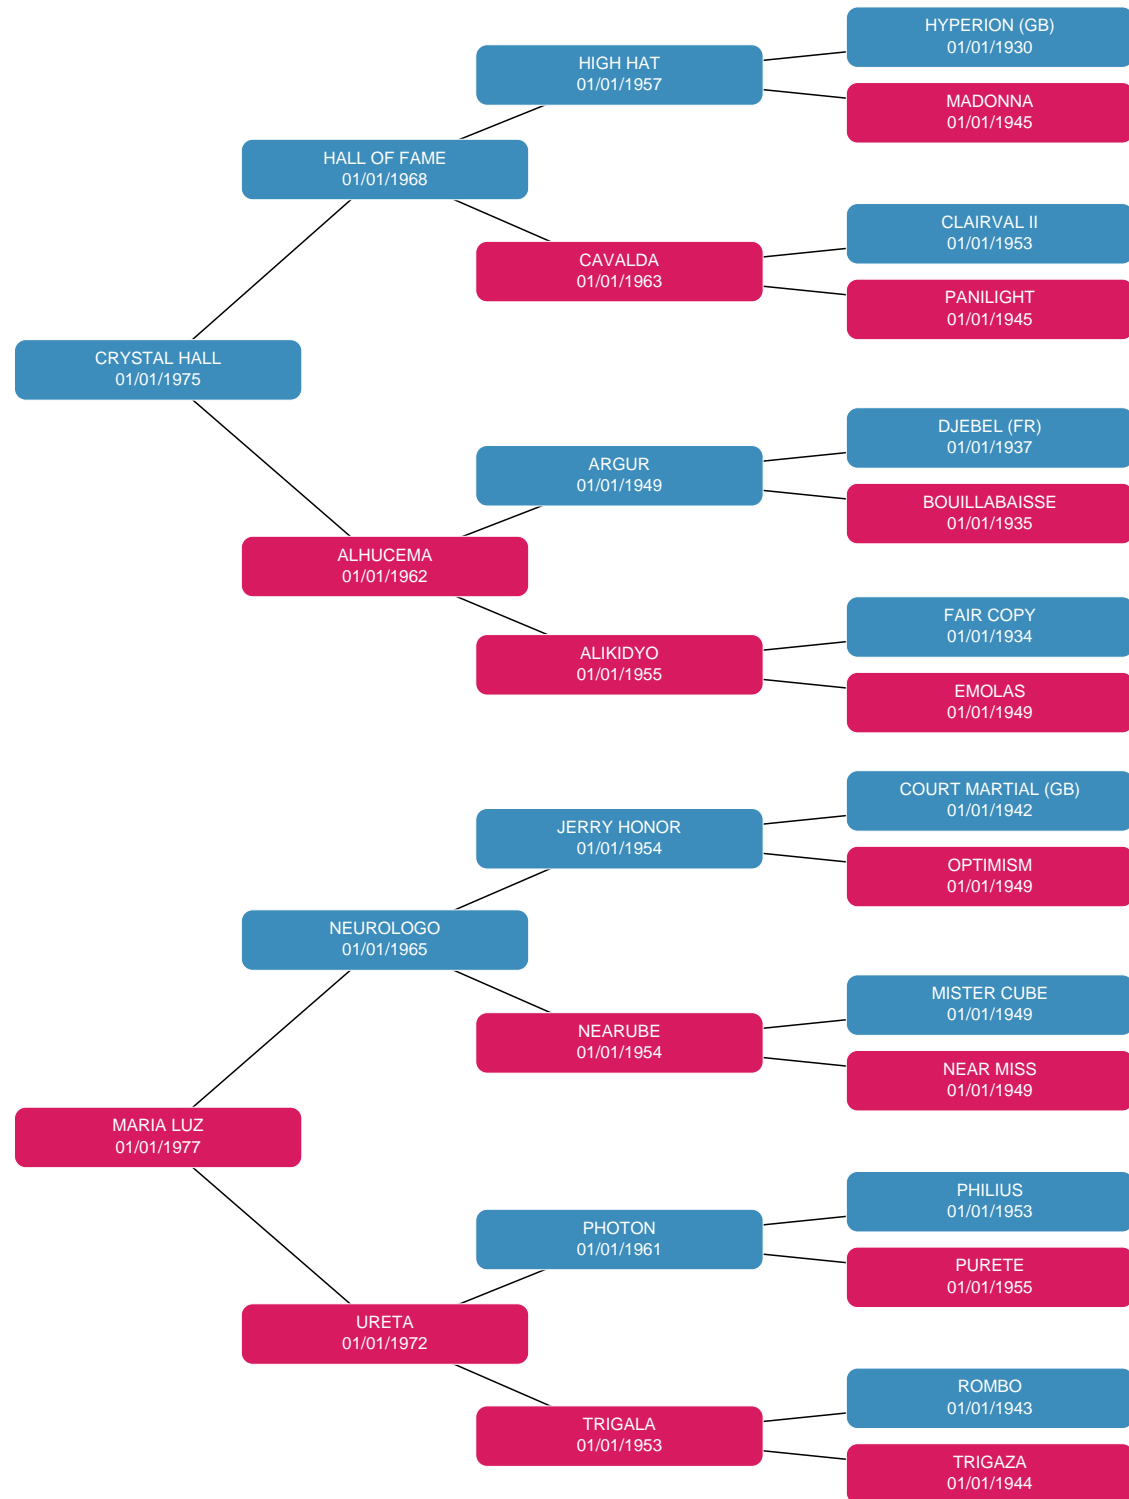 HYPERION (GB)
01/01/1930
HIGH HAT
01/01/1957
MADONNA
01/01/1945
HALL OF FAME
01/01/1968
CLAIRVAL II
01/01/1953
CAVALDA
01/01/1963
PANILIGHT
01/01/1945
CRYSTAL HALL
01/01/1975
DJEBEL (FR)
01/01/1937
ARGUR
01/01/1949
BOUILLABAISSE
01/01/1935
ALHUCEMA
01/01/1962
FAIR COPY
01/01/1934
ALIKIDYO
01/01/1955
EMOLAS
01/01/1949
COURT MARTIAL (GB)
01/01/1942
JERRY HONOR
01/01/1954
OPTIMISM
01/01/1949
NEUROLOGO
01/01/1965
MISTER CUBE
01/01/1949
NEARUBE
01/01/1954
NEAR MISS
01/01/1949
MARIA LUZ
01/01/1977
PHILIUS
01/01/1953
PHOTON
01/01/1961
PURETE
01/01/1955
URETA
01/01/1972
ROMBO
01/01/1943
TRIGALA
01/01/1953
TRIGAZA
01/01/1944